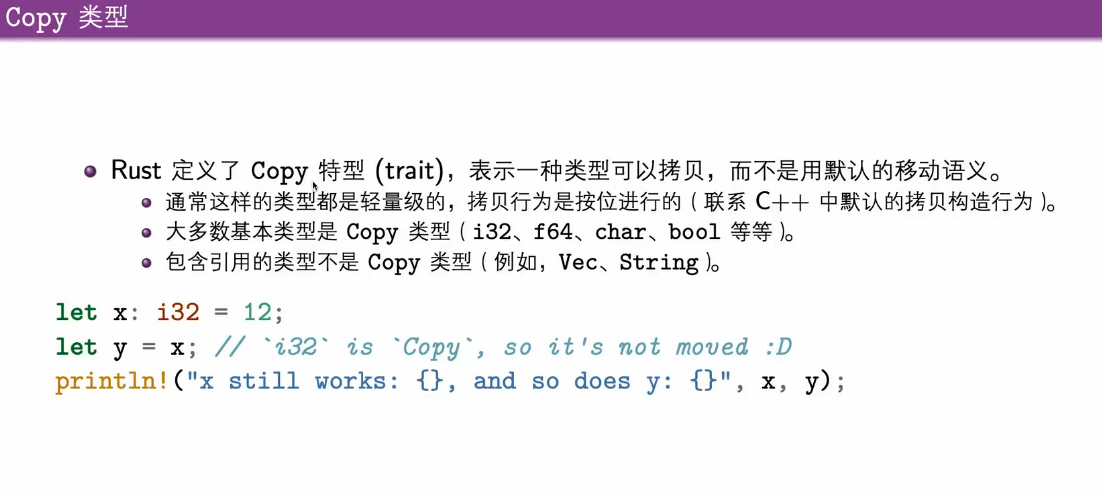 Copy 类型
Rust 定义了 Copy 特型 (trait)，表示一种类型可以拷贝，而不是用默认的移动语义。
通常这样的类型都是轻量级的，拷贝行为是按位进行的（联系 C++ 中默认的拷贝构造行为）。
大多数基本类型是 Copy 类型（i32、f64、char、bool 等等）。
包含引用的类型不是 Copy 类型（例如，Vec、String）。
let x: i32 = 12;
let y = x; // `i32` is `Copy`, so it's not moved :D
println!("x still works: {}, and so does y: {}", x, y);